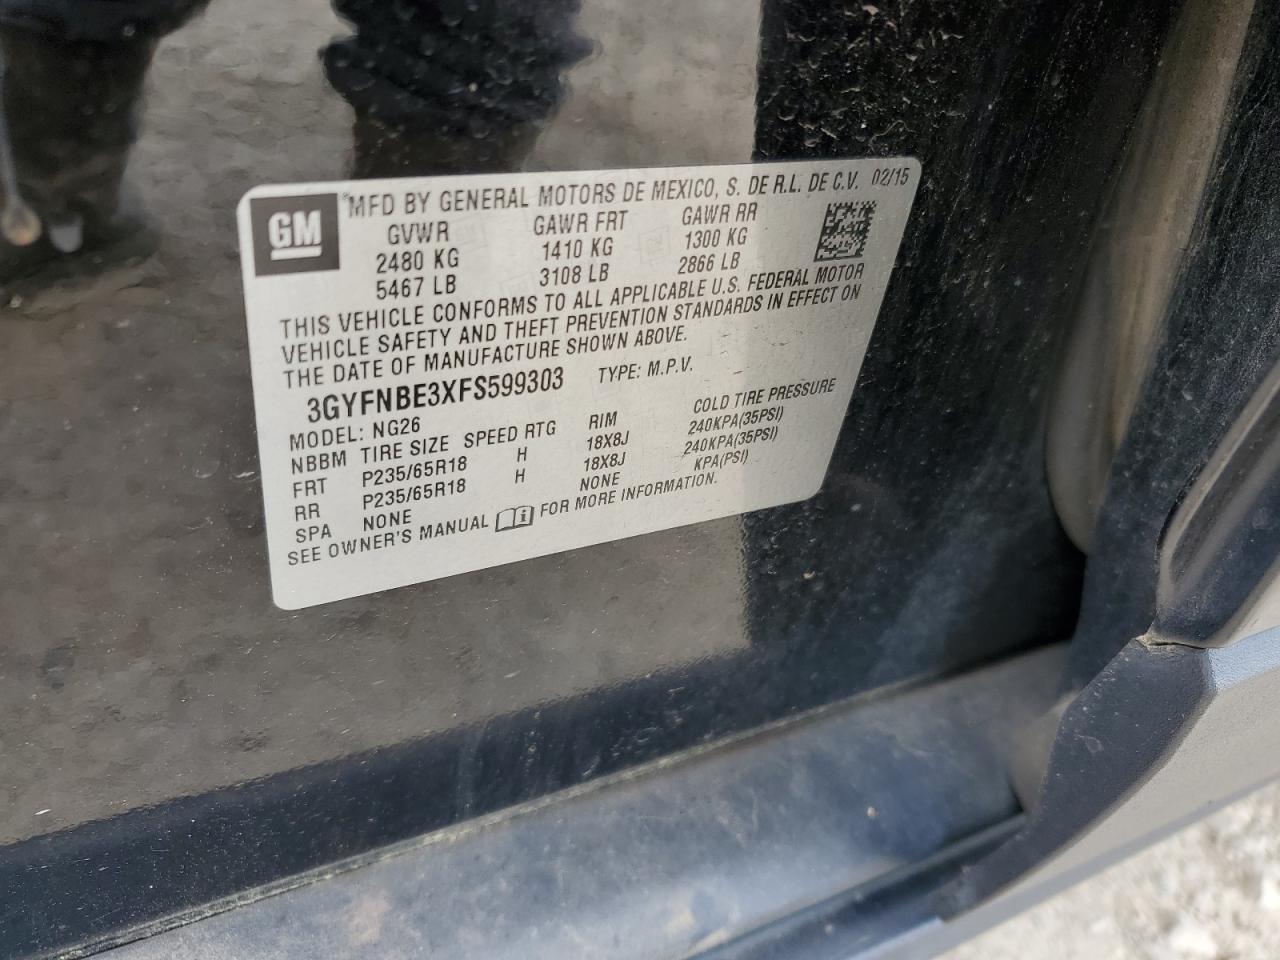 GM
*MFD BY GENERAL MOTORS DE MEXICO, S. DE R.L. DE C.V. 02/15
GVWR GAWR FRT GAWR RR
2480 KG 1410 KG 1300 KG
5467 LB 3108 LB 2866 LB
THIS VEHICLE CONFORMS TO ALL APPLICABLE U.S. FEDERAL MOTOR
VEHICLE SAFETY AND THEFT PREVENTION STANDARDS IN EFFECT ON
THE DATE OF MANUFACTURE SHOWN ABOVE.
3GYFNBE3XFS599303 TYPE: M.P.V.
MODEL: NG26
NBBM TIRE SIZE SPEED RTG RIM COLD TIRE PRESSURE
FRT P235/65R18 H 18X8J 240KPA(35PSI)
RR P235/65R18 H 18X8J 240KPA(35PSI)
SPA NONE NONE KPA(PSI)
SEE OWNER'S MANUAL FOR MORE INFORMATION.